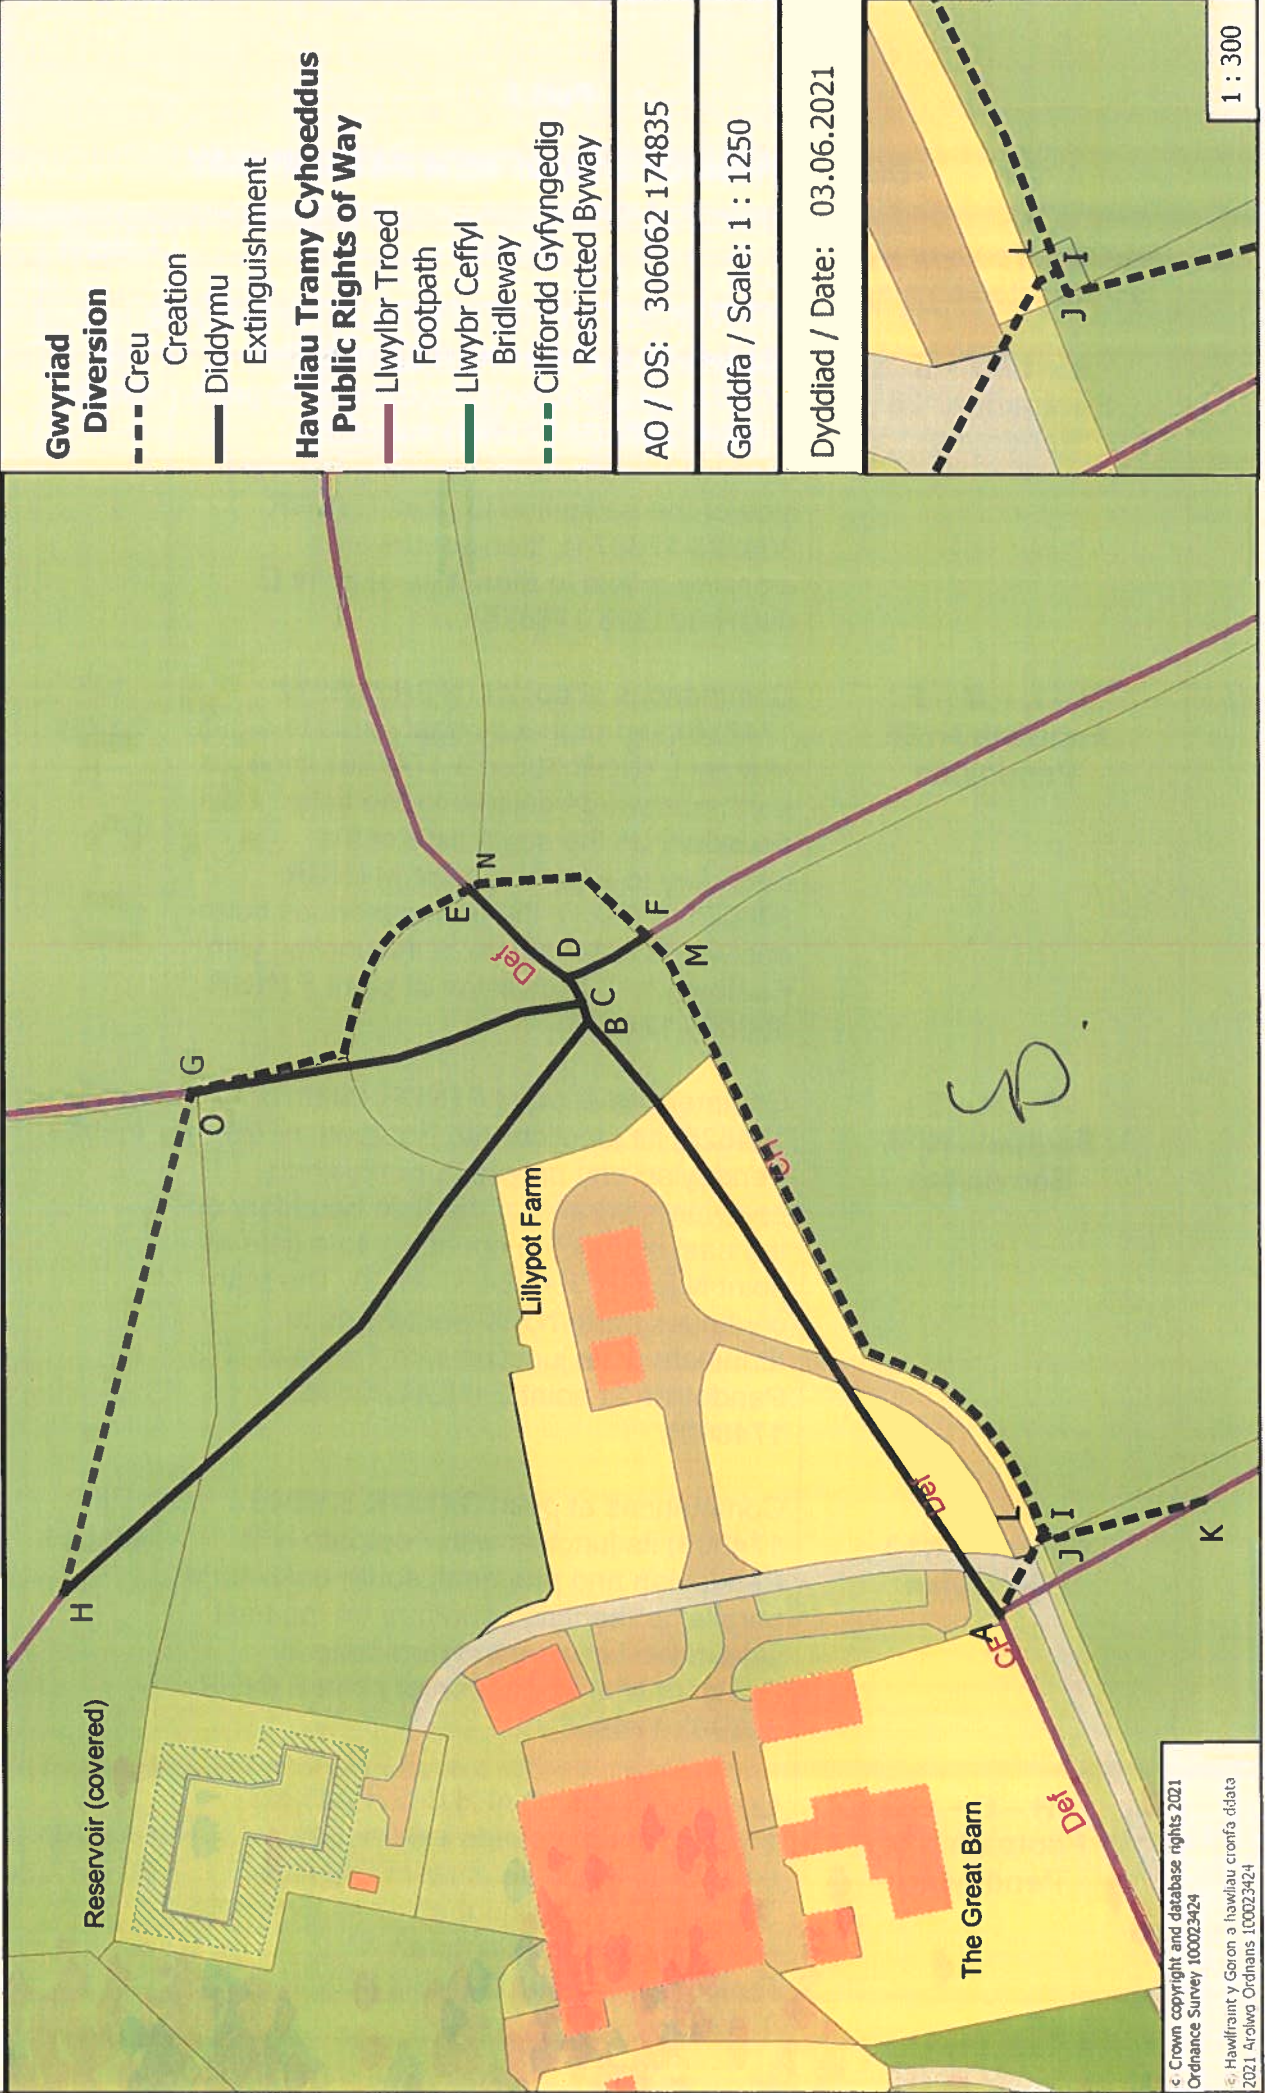 Gwyriad
Diversion
Creu
Creation
Diddymu
Extinguishment
Hawliau Tramy Cyhoeddus
Public Rights of Way
Llwylbr Troed
Footpath
Llwybr Ceffyl
Bridleway
Cilffordd Gyfyngedig
Restricted Byway
AO / OS: 306062 174835
Garddfa / Scale: 1 : 1250
Dyddiad / Date: 03.06.2021
L
I
J
1 : 300
Reservoir (covered)
H
G
O
E
N
Def
D
C
B
F
M
Lillypot Farm
CH
Def
L
I
J
K
A
CF
Def
The Great Barn
c Crown copyright and database rights 2021
Ordnance Survey 100023424
c Hawlfraint y Goron a hawliau cronfa ddata
2021 Arolwg Ordnans 100023424